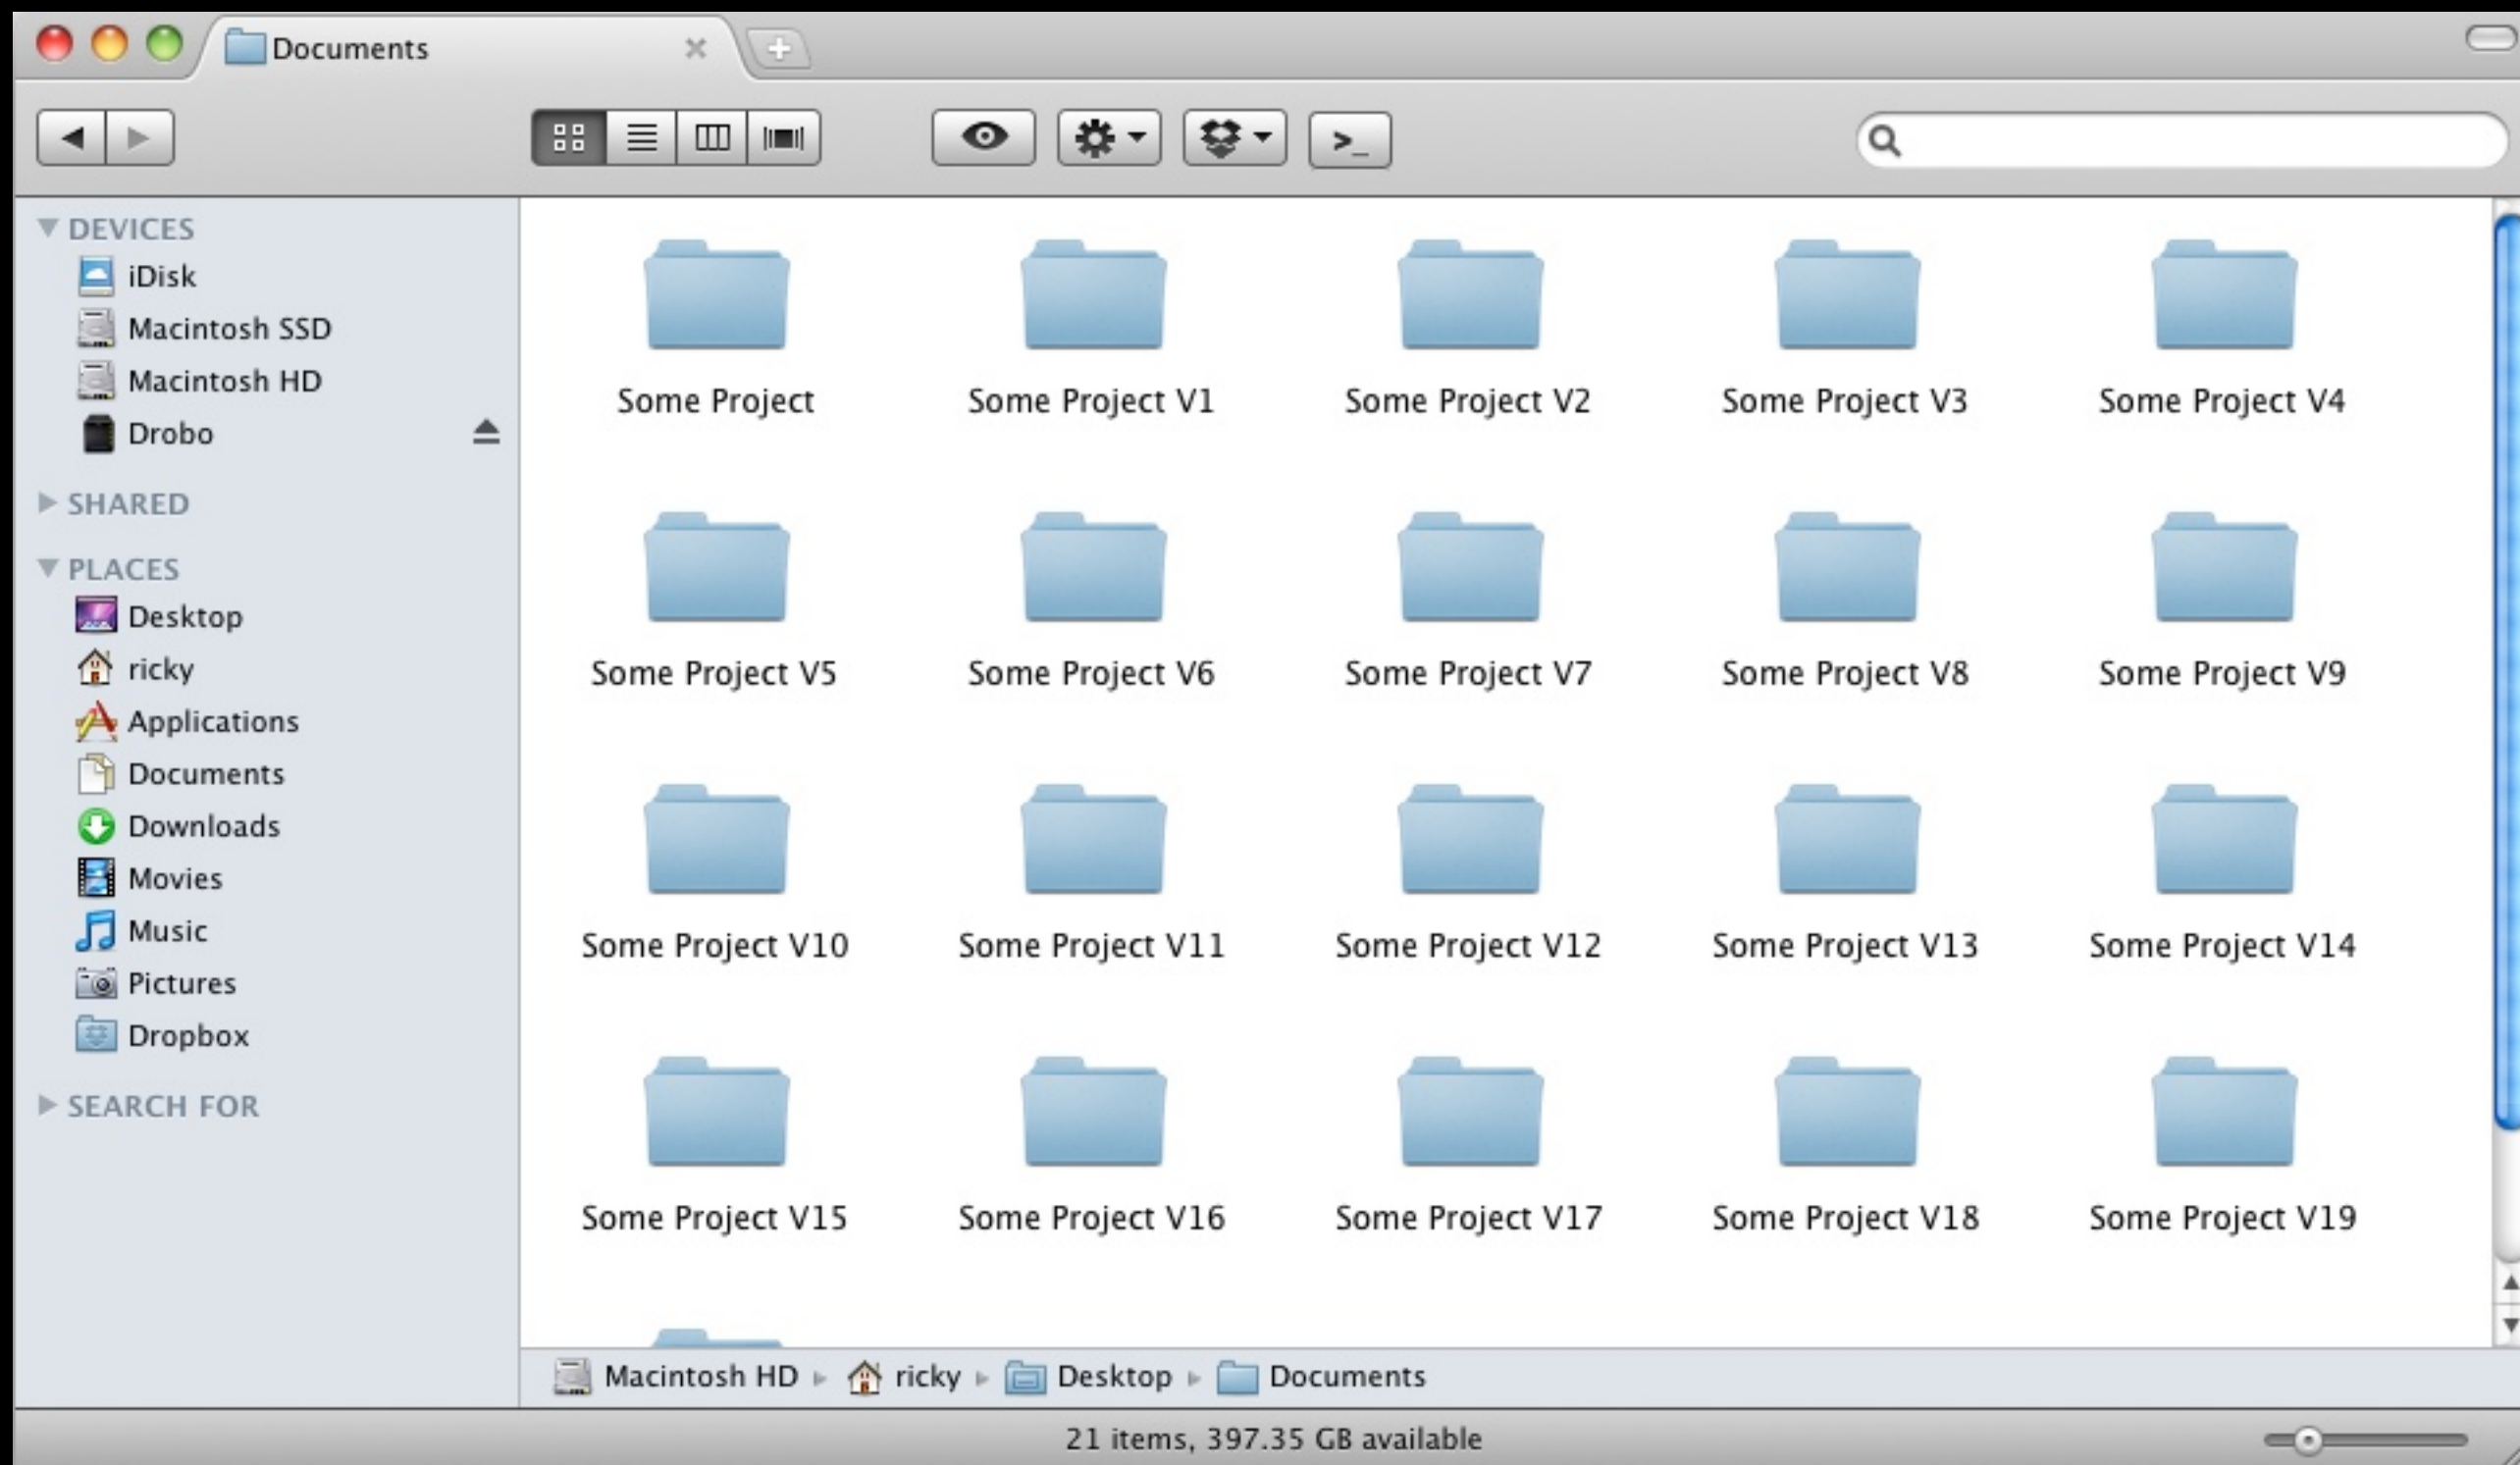 Documents
>_
DEVICES
iDisk
Macintosh SSD
Macintosh HD
Drobo
SHARED
PLACES
Desktop
ricky
Applications
Documents
Downloads
Movies
Music
Pictures
Dropbox
SEARCH FOR
Some Project Some Project V1 Some Project V2 Some Project V3 Some Project V4
Some Project V5 Some Project V6 Some Project V7 Some Project V8 Some Project V9
Some Project V10 Some Project V11 Some Project V12 Some Project V13 Some Project V14
Some Project V15 Some Project V16 Some Project V17 Some Project V18 Some Project V19
Macintosh HD ricky Desktop Documents
21 items, 397.35 GB available